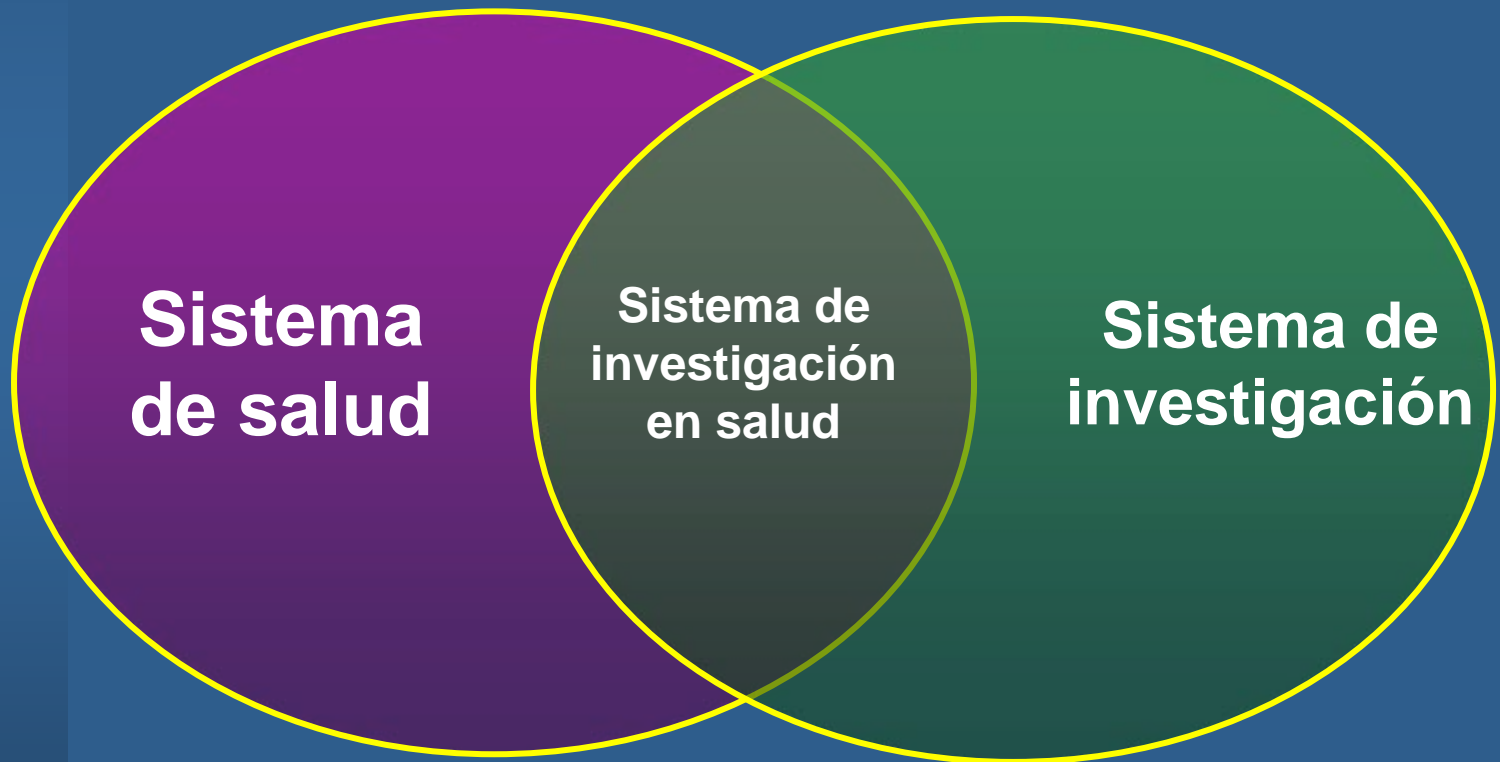 Sistema
de salud
Sistema de
investigación
en salud
Sistema de
investigación